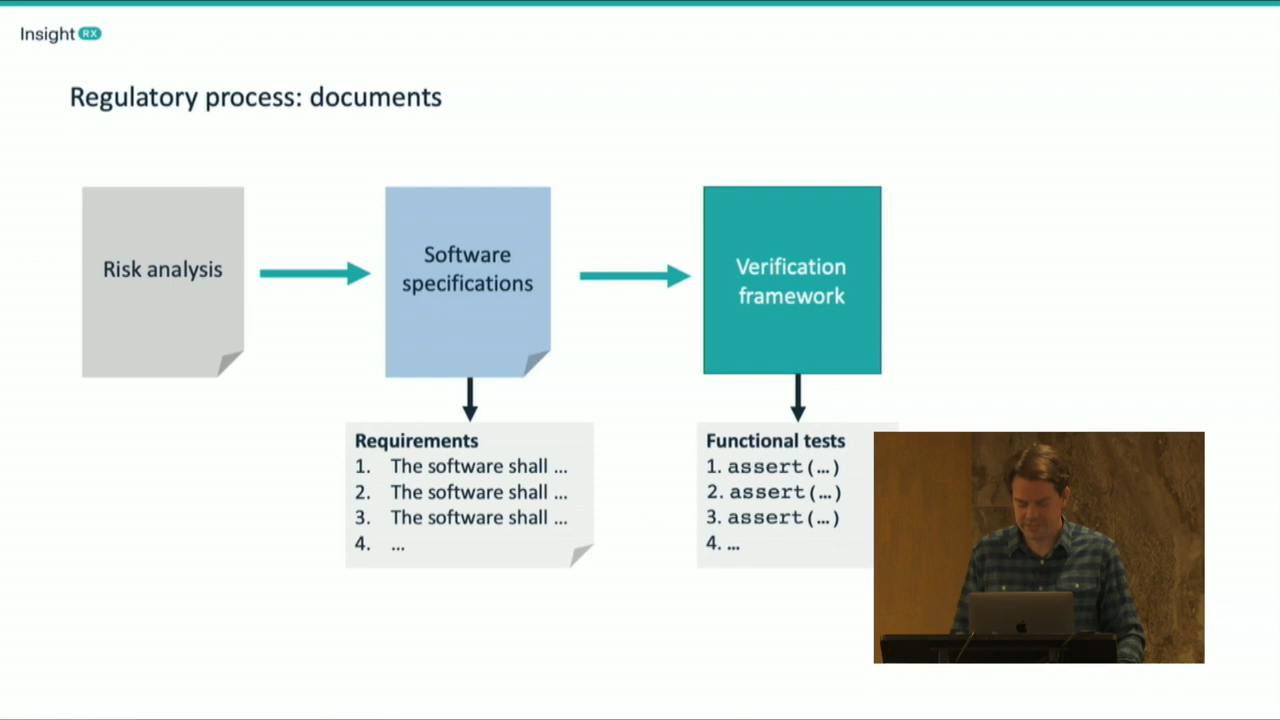 Insight RX
Regulatory process: documents
Risk analysis
Software
specifications
Verification
framework
Requirements
1. The software shall ...
2. The software shall ...
3. The software shall ...
4. ...
Functional tests
1. assert(...)
2. assert(...)
3. assert(...)
4. ...